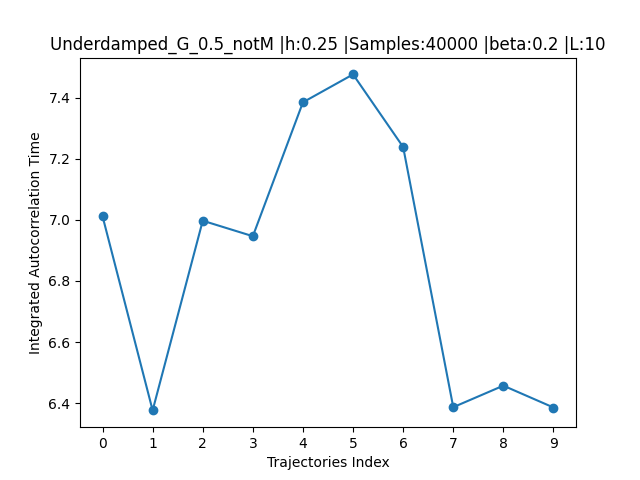 Underdamped_G_0.5_notM |h:0.25 |Samples:40000 |beta:0.2 |L:10
Integrated Autocorrelation Time
7.4
7.2
7.0
6.8
6.6
6.4
0 1 2 3 4 5 6 7 8 9
Trajectories Index